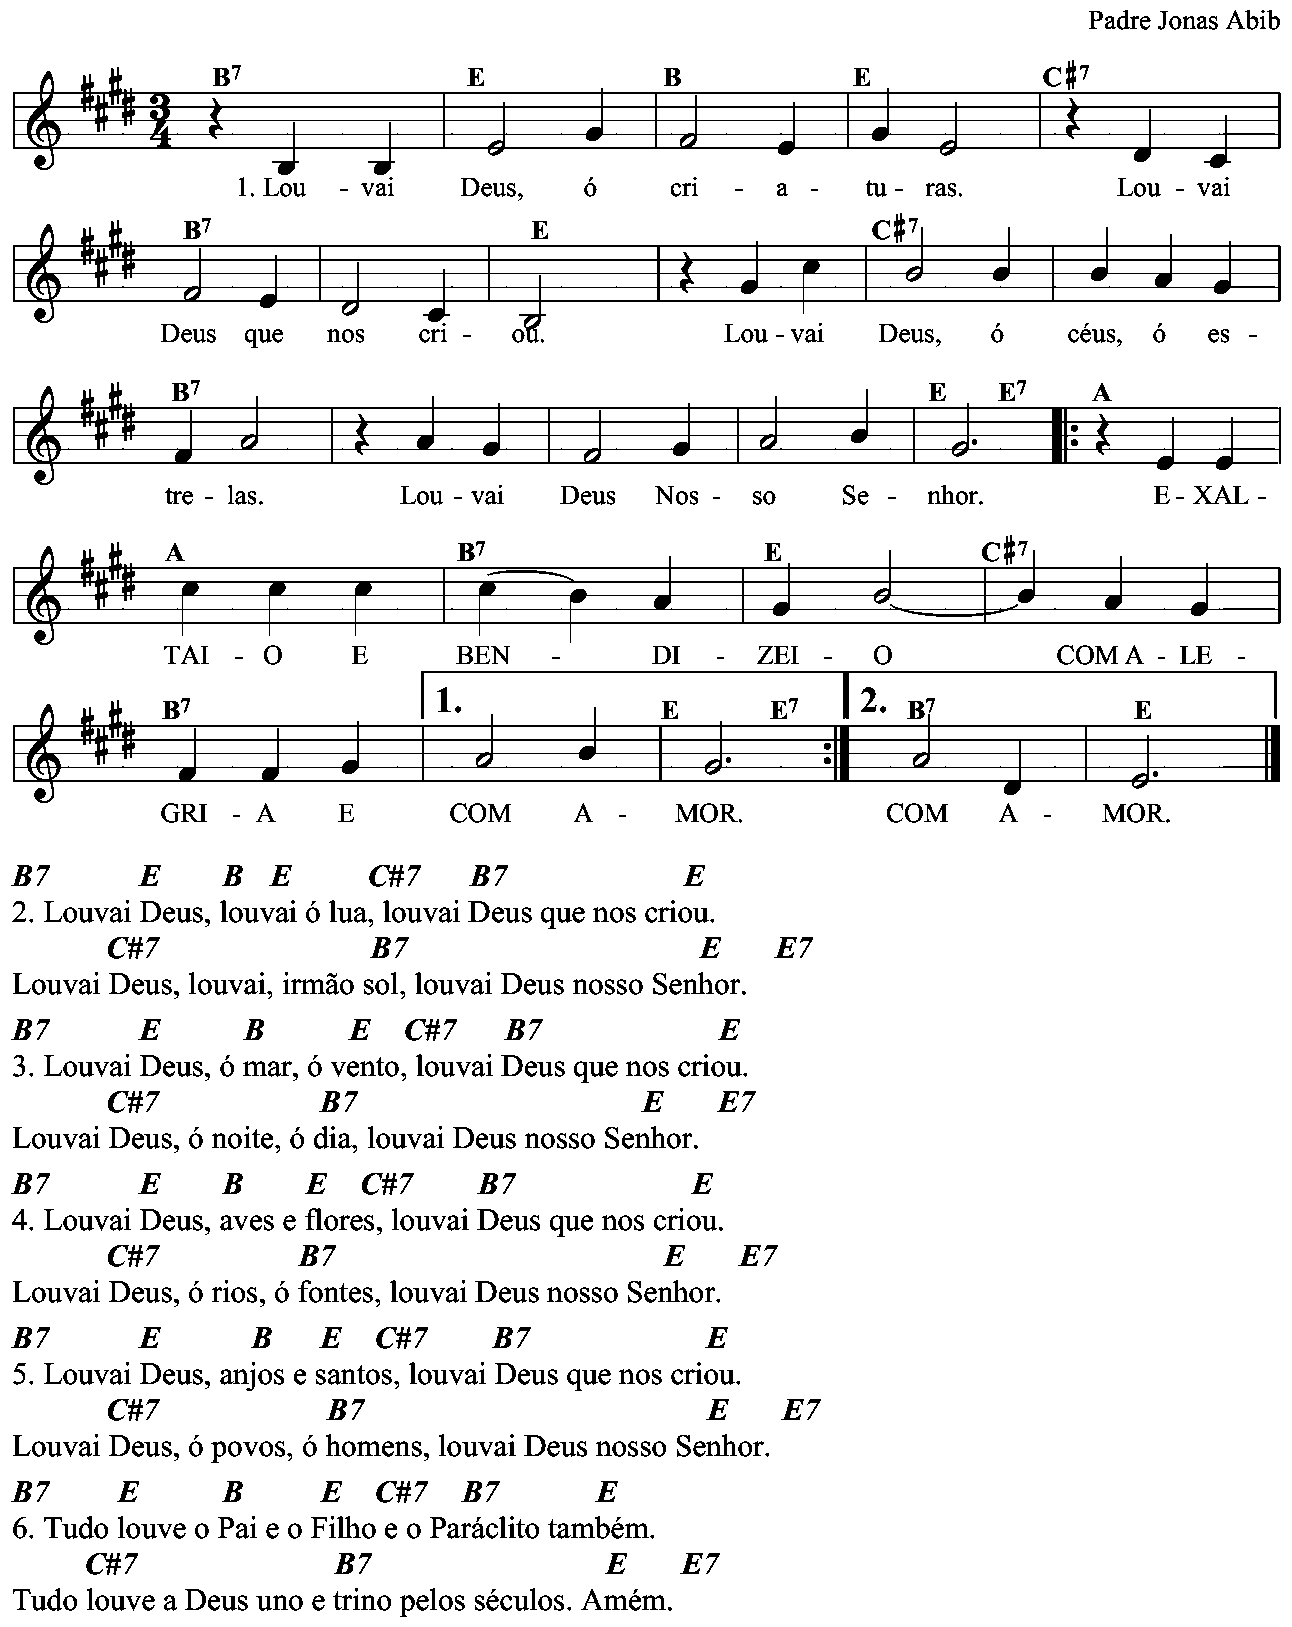 Padre Jonas Abib
B7 E B E C#7
1. Lou - vai Deus, ó cri - a - tu - ras. Lou - vai
B7 E C#7
Deus que nos cri - ou. Lou - vai Deus, ó céus, ó es -
B7 E E7 A
tre - las. Lou - vai Deus Nos - so Se - nhor. E - XAL -
A B7 E C#7
TAI - O E BEN - DI - ZEI - O COM A - LE -
B7 1. E E7 2. B7 E
GRI - A E COM A - MOR. COM A - MOR.
B7 E B E C#7 B7 E
2. Louvai Deus, louvai ó lua, louvai Deus que nos criou.
C#7 B7 E E7
Louvai Deus, louvai, irmão sol, louvai Deus nosso Senhor.
B7 E B E C#7 B7 E
3. Louvai Deus, ó mar, ó vento, louvai Deus que nos criou.
C#7 B7 E E7
Louvai Deus, ó noite, ó dia, louvai Deus nosso Senhor.
B7 E B E C#7 B7 E
4. Louvai Deus, aves e flores, louvai Deus que nos criou.
C#7 B7 E E7
Louvai Deus, ó rios, ó fontes, louvai Deus nosso Senhor.
B7 E B E C#7 B7 E
5. Louvai Deus, anjos e santos, louvai Deus que nos criou.
C#7 B7 E E7
Louvai Deus, ó povos, ó homens, louvai Deus nosso Senhor.
B7 E B E C#7 B7 E
6. Tudo louve o Pai e o Filho e o Paráclito também.
C#7 B7 E E7
Tudo louve a Deus uno e trino pelos séculos. Amém.